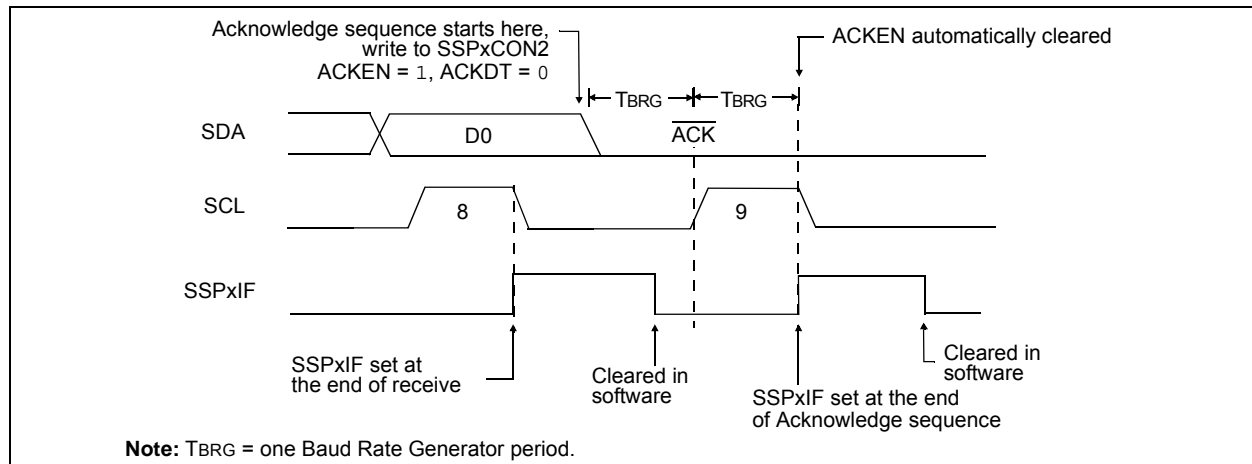 Acknowledge sequence starts here,
write to SSPxCON2
ACKEN = 1, ACKDT = 0
ACKEN automatically cleared
TBRG
TBRG
SDA
D0
ACK
SCL
8
9
SSPxIF
SSPxIF set at
the end of receive
Cleared in
software
SSPxIF set at the end
of Acknowledge sequence
Cleared in
software
Note: TBRG = one Baud Rate Generator period.